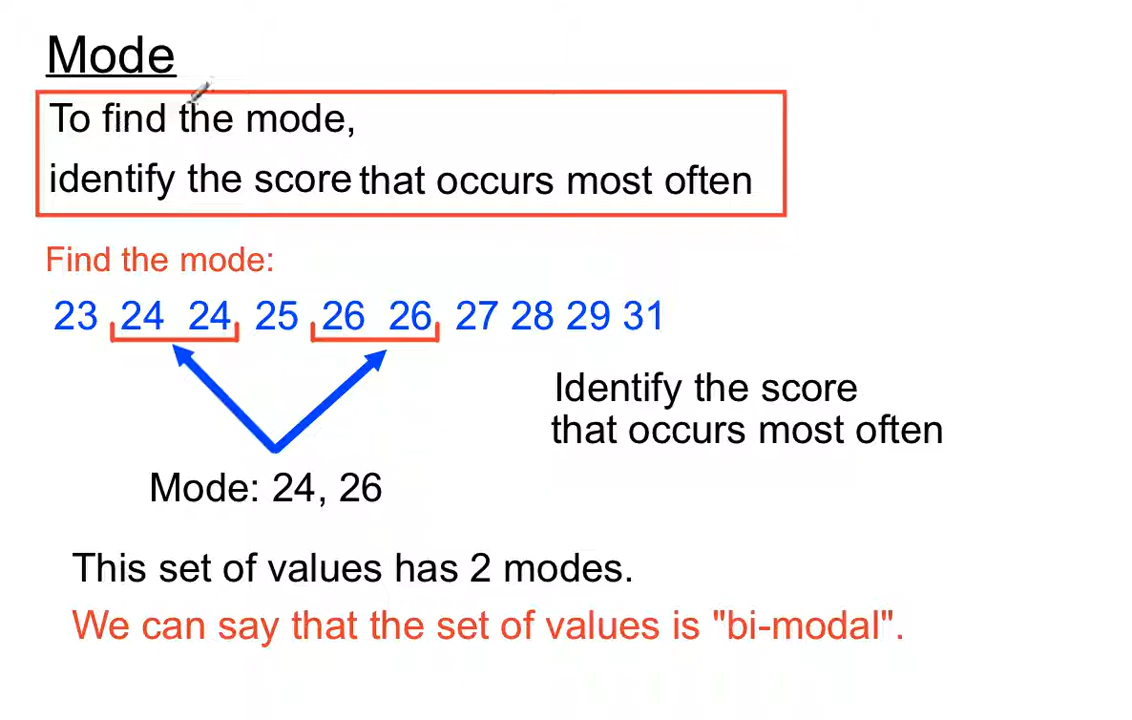 Mode
To find the mode,
identify the score that occurs most often
Find the mode:
23 24 24 25 26 26 27 28 29 31
Identify the score
that occurs most often
Mode: 24, 26
This set of values has 2 modes.
We can say that the set of values is "bi-modal".